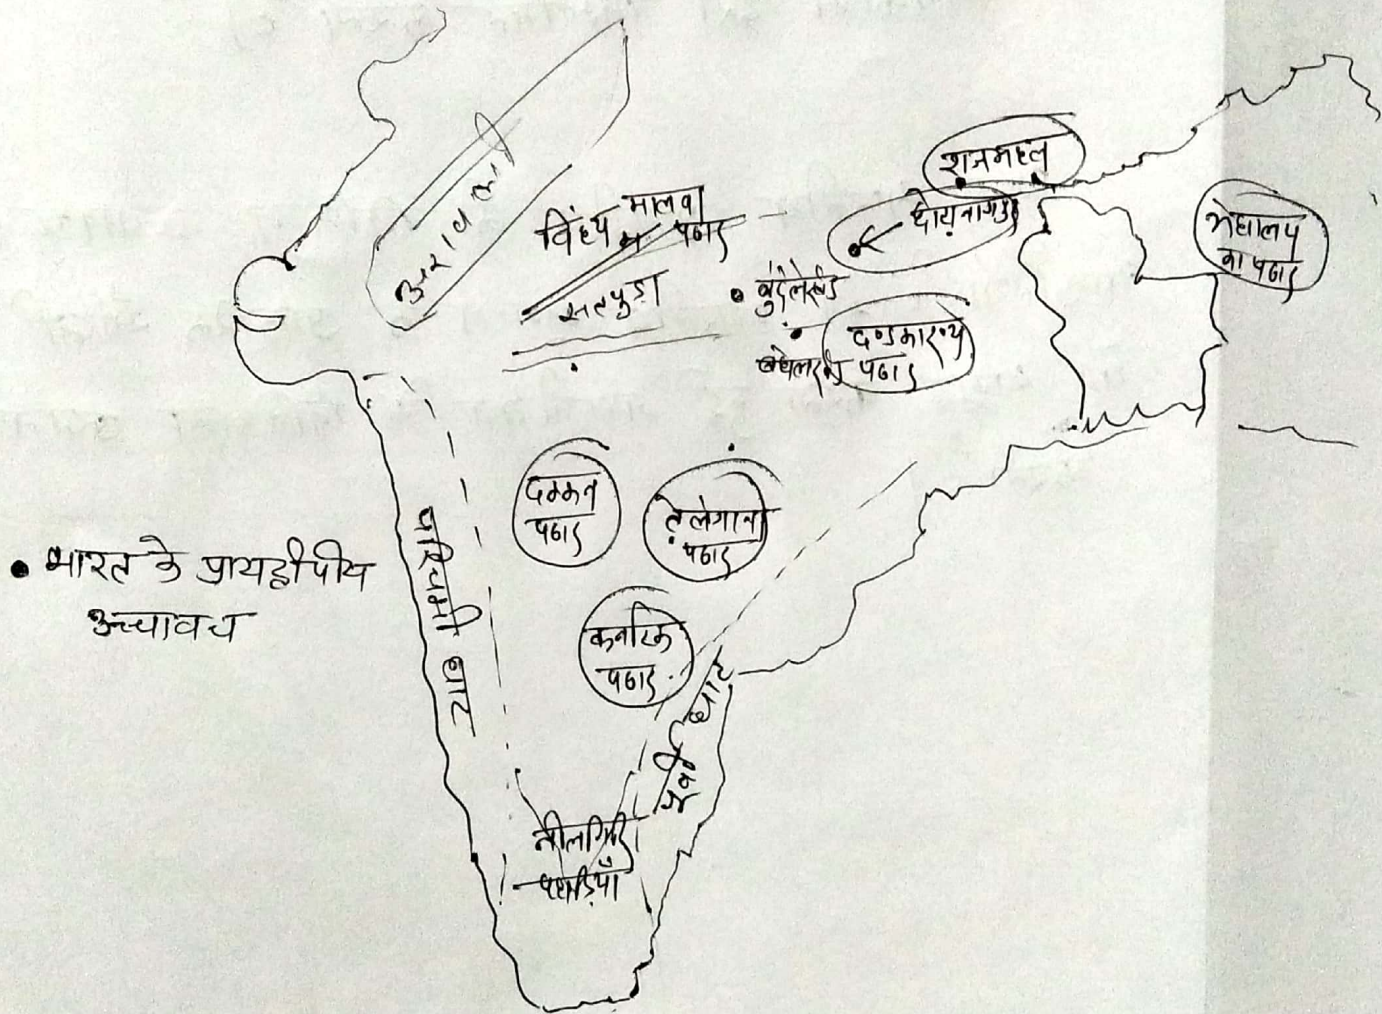 राजमहल
छोटानागपुर
मेघालय
का पठार
अरावली
मालवा
पठार
विंध्य
सतपुड़ा
बुंदेलखंड
बघेलखंड
दण्डकारण्य
पठार
दक्कन
पठार
तेलंगाना
पठार
पश्चिमी घाट
• भारत के प्रायद्वीपीय
उच्चावच
कर्नाटक
पठार
पूर्वी घाट
नीलगिरि
पहाड़ियाँ